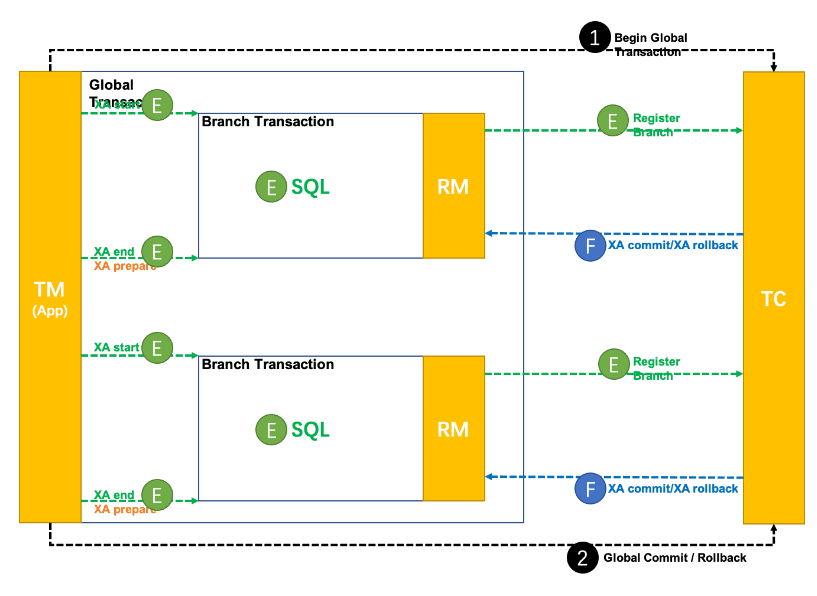 1
Begin Global
Transaction
Global
Transac
XA start
E
Branch Transaction
E
Register
Branch
E
SQL
RM
XA end
E
XA prepare
F
XA commit/XA rollback
TM
(App)
TC
XA start
E
Branch Transaction
E
Register
Branch
E
SQL
RM
XA end
E
XA prepare
F
XA commit/XA rollback
2
Global Commit / Rollback